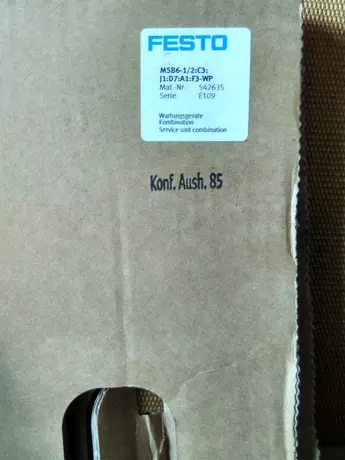 FESTO
MSB6-1/2:C3:
J1:D7:A1:F3-WP
Mat.-Nr. 542635
Serie E109
Wartungsgeräte
Kombination
Service unit combination
Konf. Aush. 85